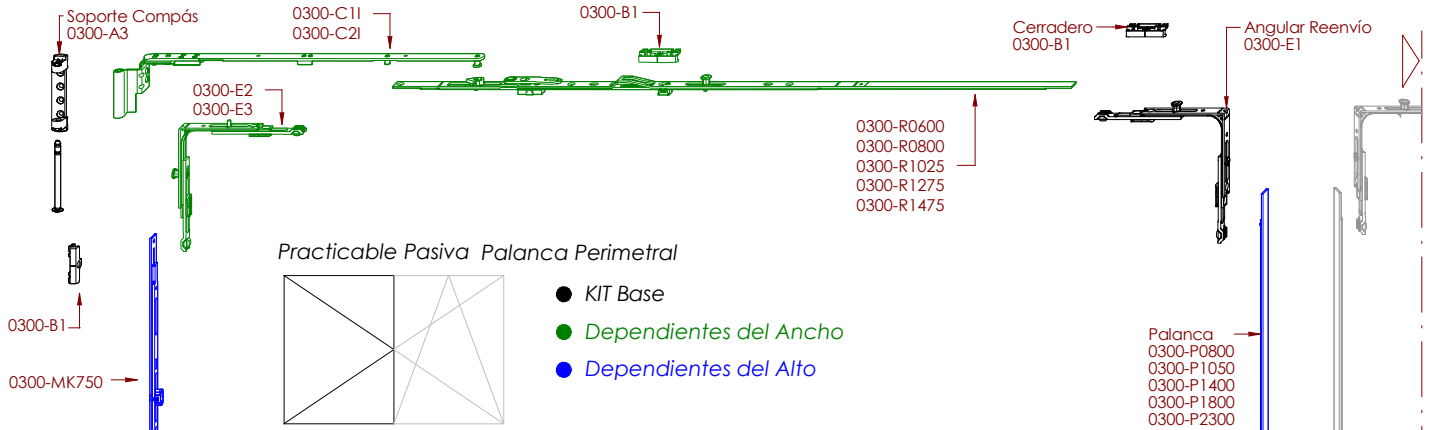 Soporte Compás
0300-A3
0300-C1I
0300-C2I
0300-B1
Cerradero
0300-B1
Angular Reenvío
0300-E1
0300-E2
0300-E3
0300-R0600
0300-R0800
0300-R1025
0300-R1275
0300-R1475
Practicable Pasiva Palanca Perimetral
KIT Base
Dependientes del Ancho
Dependientes del Alto
0300-B1
0300-MK750
Palanca
0300-P0800
0300-P1050
0300-P1400
0300-P1800
0300-P2300